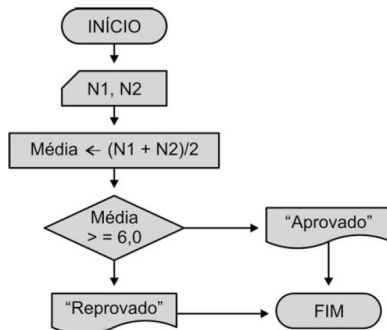 INÍCIO
N1, N2
Média ← (N1 + N2)/2
Média
> = 6,0
“Aprovado”
“Reprovado”
FIM